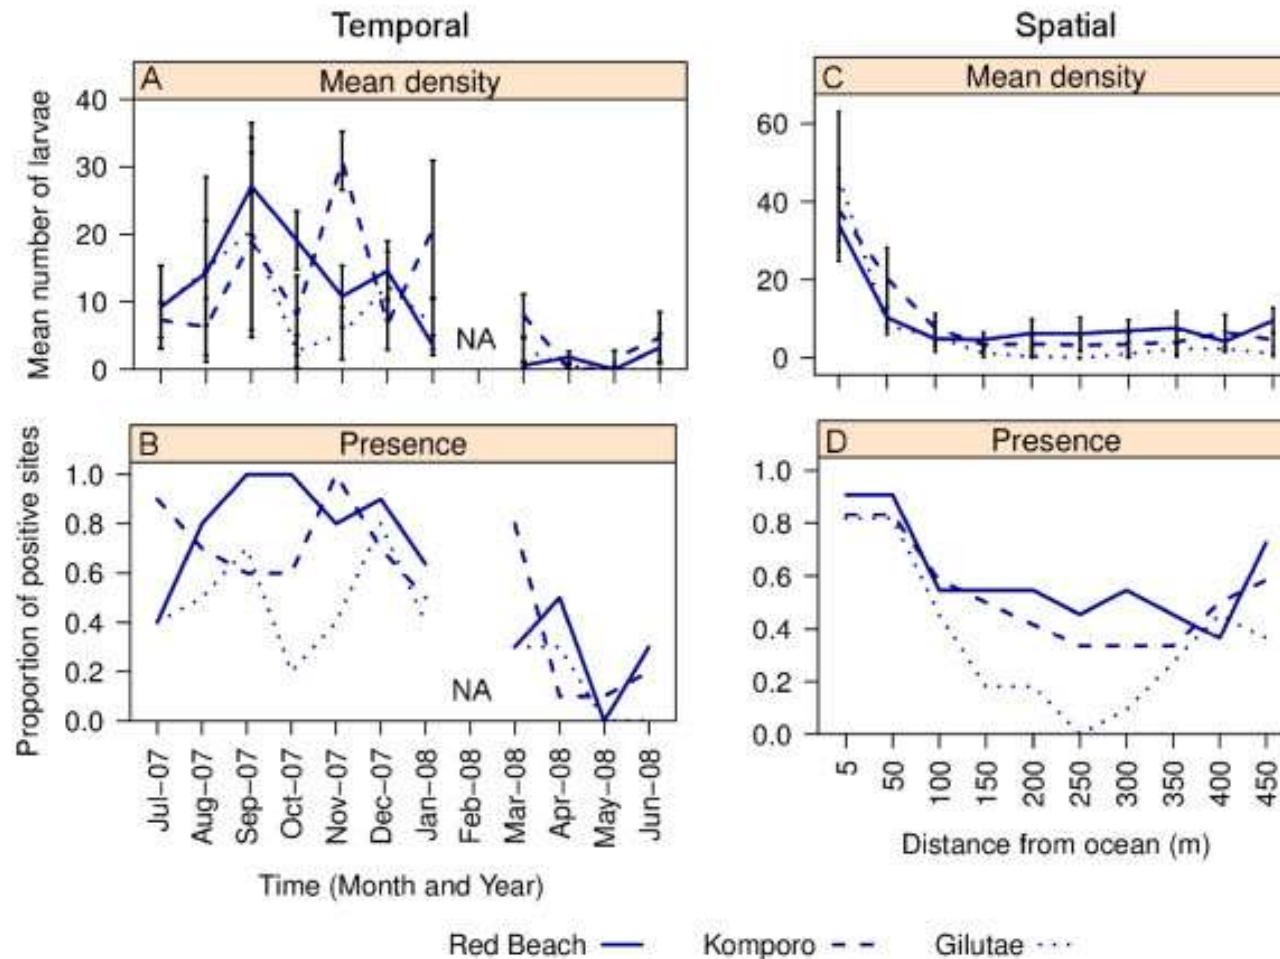 Temporal
Spatial
A
Mean density
C
Mean density
Mean number of larvae
40
30
20
10
0
NA
60
40
20
0
B
Presence
D
Presence
Proportion of positive sites
1.0
0.8
0.6
0.4
0.2
0.0
NA
1.0
0.8
0.6
0.4
0.2
0.0
Jul-07
Aug-07
Sep-07
Oct-07
Nov-07
Dec-07
Jan-08
Feb-08
Mar-08
Apr-08
May-08
Jun-08
5
50
100
150
200
250
300
350
400
450
Time (Month and Year)
Distance from ocean (m)
Red Beach
Komporo
Gilutae